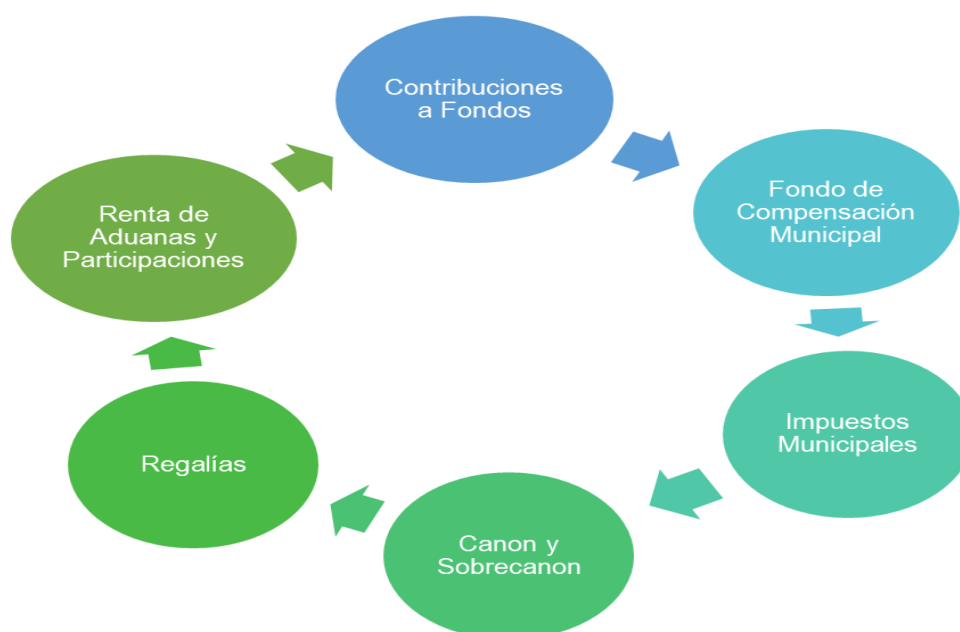 Contribuciones
a Fondos
Fondo de
Compensación
Municipal
Impuestos
Municipales
Canon y
Sobrecanon
Regalías
Renta de
Aduanas y
Participaciones